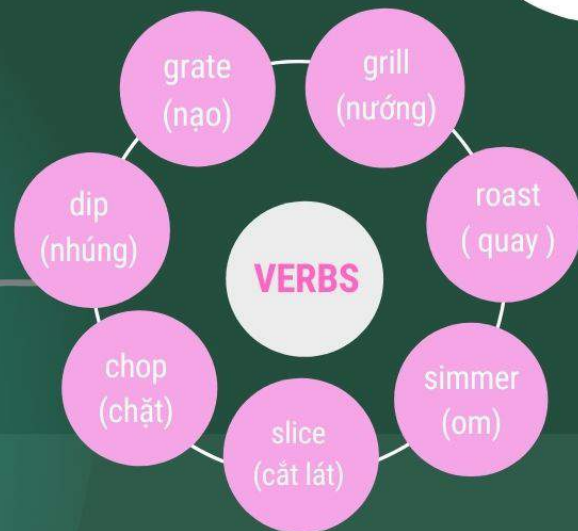 grate
(nạo)
grill
(nướng)
roast
( quay )
simmer
(om)
slice
(cắt lát)
chop
(chặt)
dip
(nhúng)
VERBS